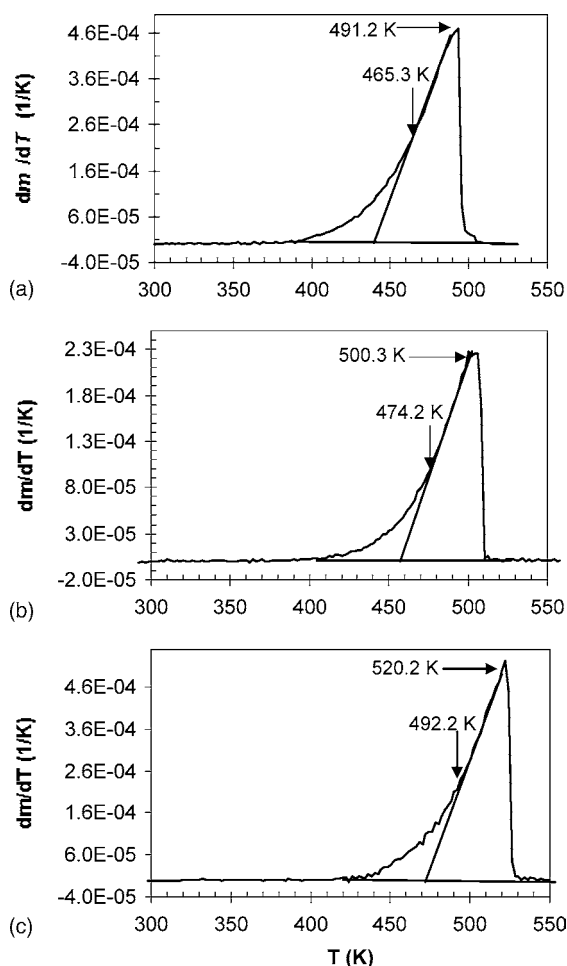 4.6E-04
3.6E-04
2.6E-04
1.6E-04
6.0E-05
-4.0E-05
dm /dT (1/K)
491.2 K
465.3 K
300 350 400 450 500 550
(a)
2.3E-04
1.8E-04
1.3E-04
8.0E-05
3.0E-05
-2.0E-05
dm/dT (1/K)
500.3 K
474.2 K
300 350 400 450 500 550
(b)
4.6E-04
3.6E-04
2.6E-04
1.6E-04
6.0E-05
-4.0E-05
dm/dT (1/K)
520.2 K
492.2 K
300 350 400 450 500 550
(c)
T (K)